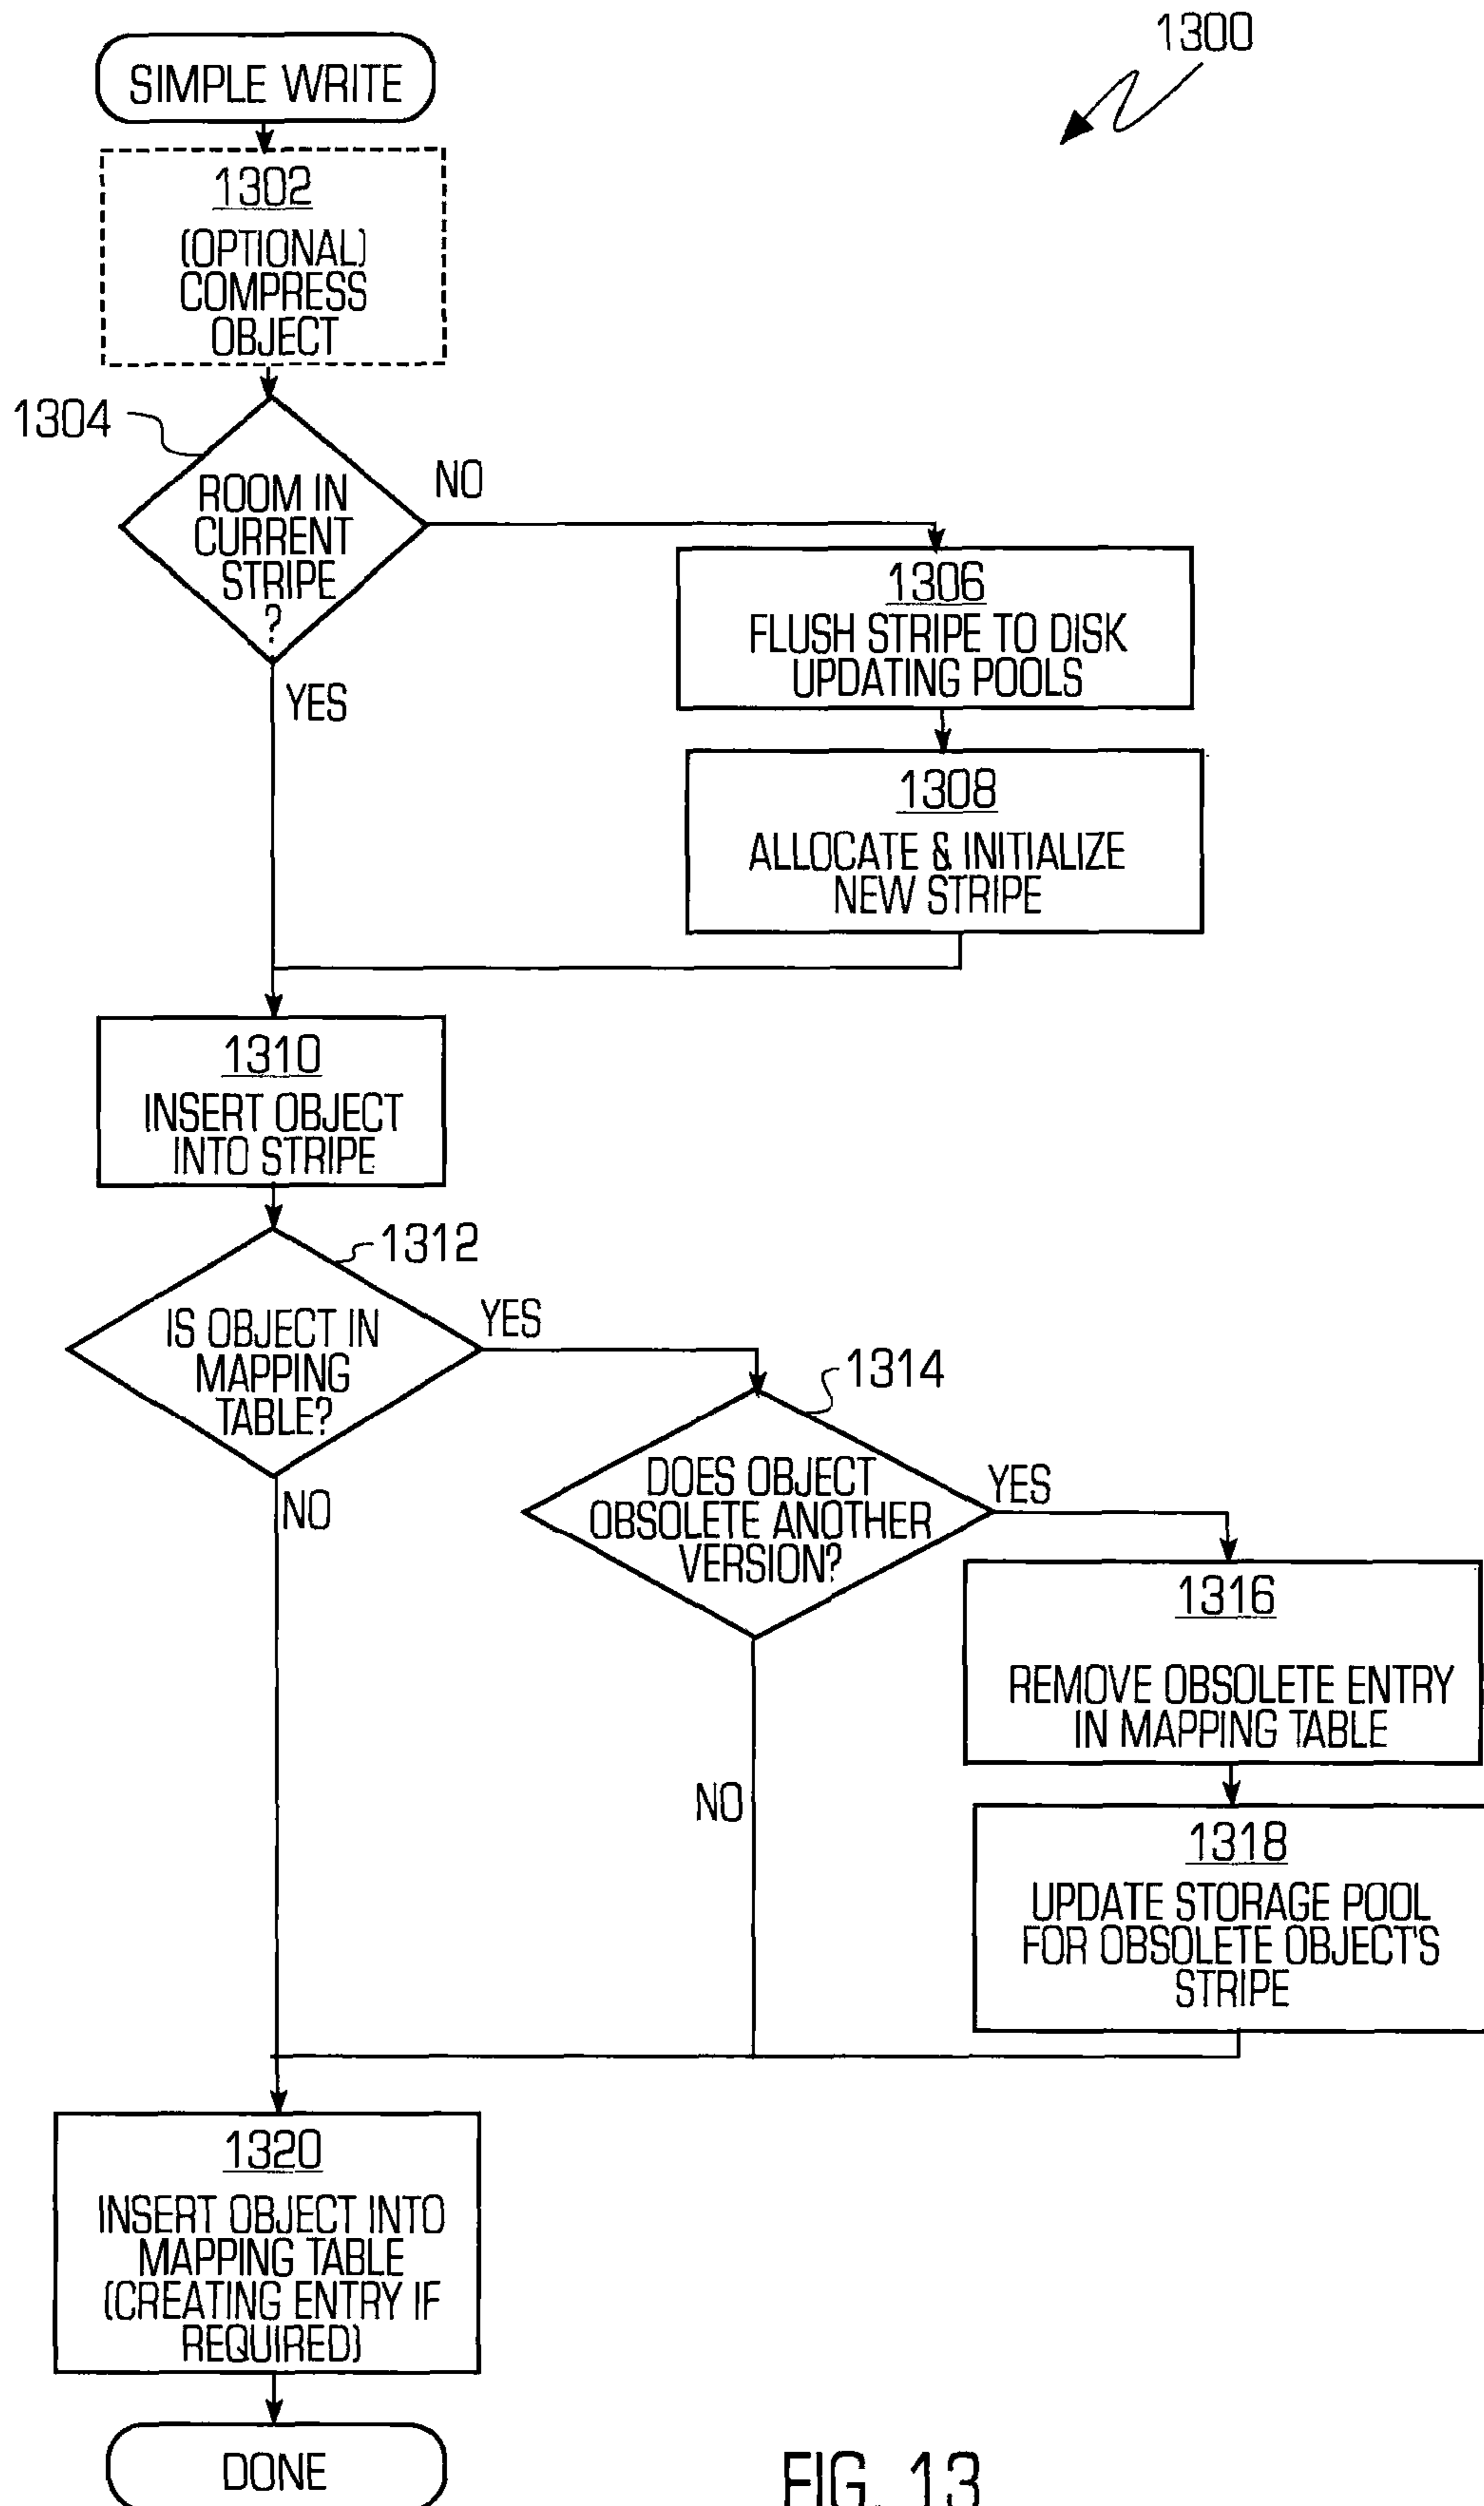 1300
SIMPLE WRITE
1302
(OPTIONAL)
COMPRESS
OBJECT
1304
ROOM IN
CURRENT
STRIPE
?
NO
YES
1306
FLUSH STRIPE TO DISK
UPDATING POOLS
1308
ALLOCATE & INITIALIZE
NEW STRIPE
1310
INSERT OBJECT
INTO STRIPE
1312
IS OBJECT IN
MAPPING
TABLE?
YES
NO
1314
DOES OBJECT
OBSOLETE ANOTHER
VERSION?
YES
NO
1316
REMOVE OBSOLETE ENTRY
IN MAPPING TABLE
1318
UPDATE STORAGE POOL
FOR OBSOLETE OBJECT'S
STRIPE
1320
INSERT OBJECT INTO
MAPPING TABLE
(CREATING ENTRY IF
REQUIRED)
DONE
FIG. 13